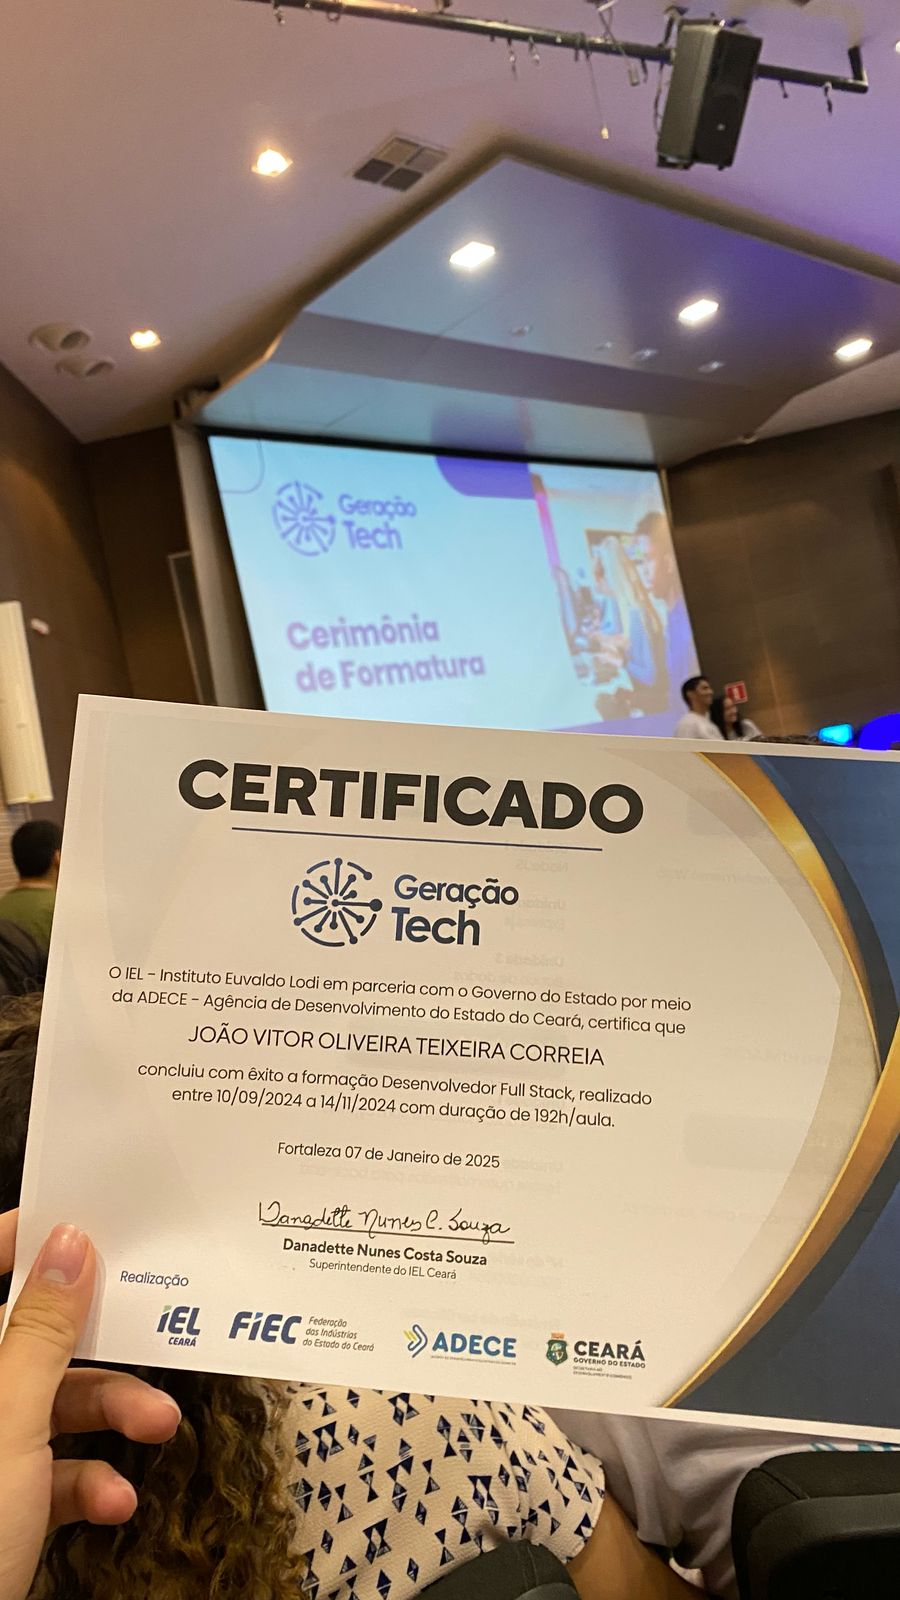 Geração
Tech
Cerimônia
de Formatura
CERTIFICADO
Geração
Tech
O IEL - Instituto Euvaldo Lodi em parceria com o Governo do Estado por meio
da ADECE - Agência de Desenvolvimento do Estado do Ceará, certifica que
JOÃO VITOR OLIVEIRA TEIXEIRA CORREIA
concluiu com êxito a formação Desenvolvedor Full Stack, realizado
entre 10/09/2024 a 14/11/2024 com duração de 192h/aula.
Fortaleza 07 de Janeiro de 2025
Danadette Nunes C. Souza
Danadette Nunes Costa Souza
Superintendente do IEL Ceará
Realização
iEL
CEARÁ
FiEC
Federação
das Indústrias
do Estado do Ceará
ADECE
CEARÁ
GOVERNO DO ESTADO